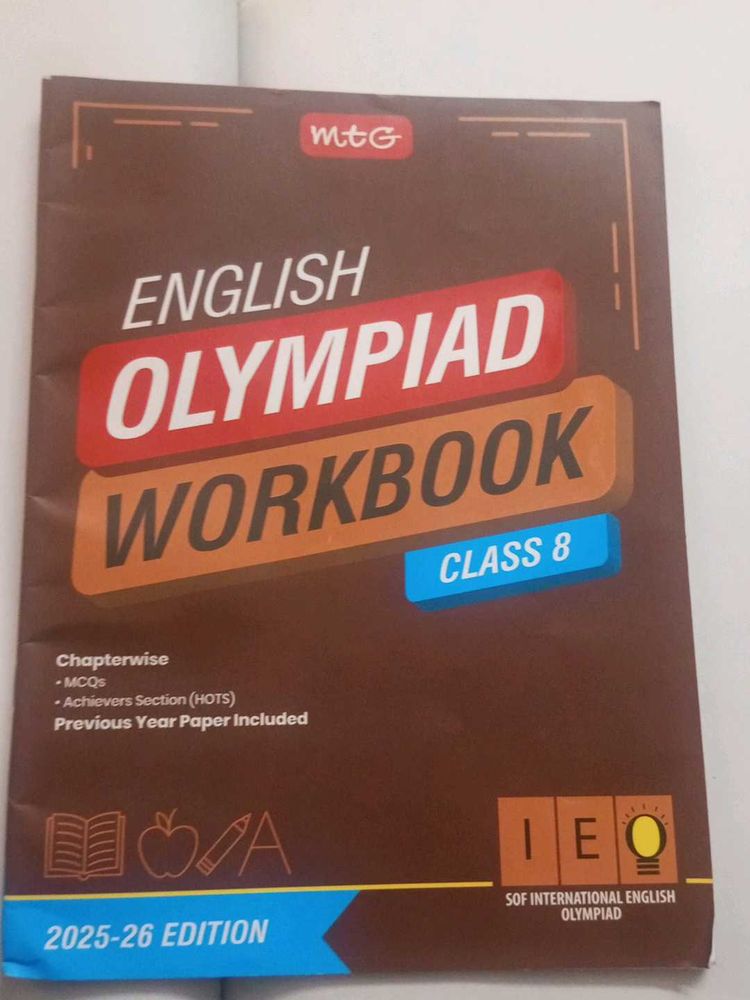 mtG
ENGLISH
OLYMPIAD
WORKBOOK
CLASS 8
Chapterwise
• MCQs
• Achievers Section (HOTS)
Previous Year Paper Included
A
I E O
SOF INTERNATIONAL ENGLISH
OLYMPIAD
2025-26 EDITION